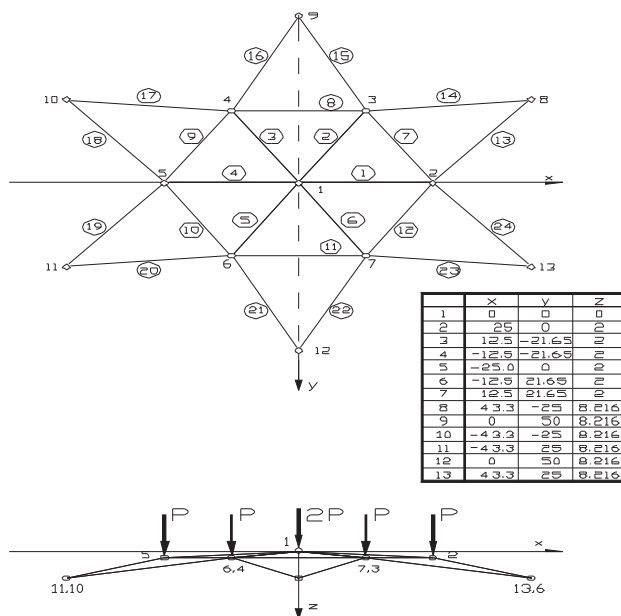 9
16
15
10
17
4
8
3
14
8
18
9
3
2
7
13
5
4
1
2
x
1
19
10
5
6
12
24
11
20
6
11
7
23
13
21
22
12
y
x y z
1 0 0 0
2 25 0 2
3 12.5 -21.65 2
4 -12.5 -21.65 2
5 -25.0 0 2
6 -12.5 21.65 2
7 12.5 21.65 2
8 43.3 -25 8.216
9 0 50 8.216
10 -43.3 -25 8.216
11 -43.3 25 8.216
12 0 50 8.216
13 43.3 25 8.216
P P 2P P P
1 x
5 2
6,4 7,3
11,10 13,6
z